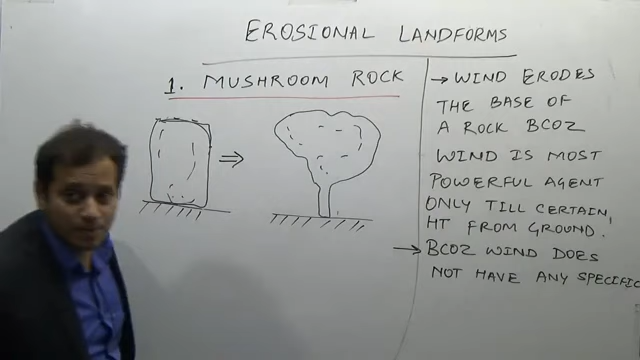 EROSIONAL LANDFORMS
1. MUSHROOM ROCK
→ WIND ERODES
THE BASE OF
A ROCK BCOZ
WIND IS MOST
POWERFUL AGENT
ONLY TILL CERTAIN,
HT FROM GROUND.
→ BCOZ WIND DOES
NOT HAVE ANY SPECIFIC